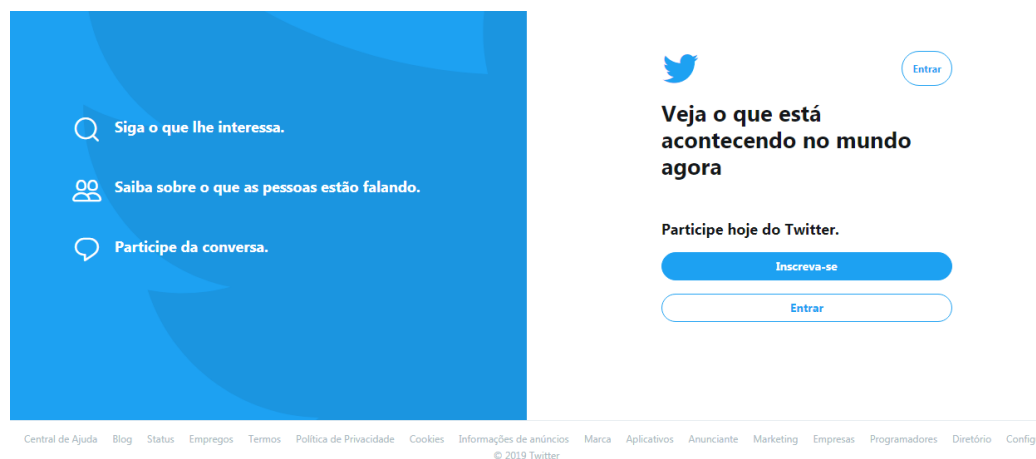 Siga o que lhe interessa.
Saiba sobre o que as pessoas estão falando.
Participe da conversa.
Entrar
Veja o que está
acontecendo no mundo
agora
Participe hoje do Twitter.
Inscreva-se
Entrar
Central de Ajuda Blog Status Empregos Termos Política de Privacidade Cookies Informações de anúncios Marca Aplicativos Anunciante Marketing Empresas Programadores Diretório Config
© 2019 Twitter